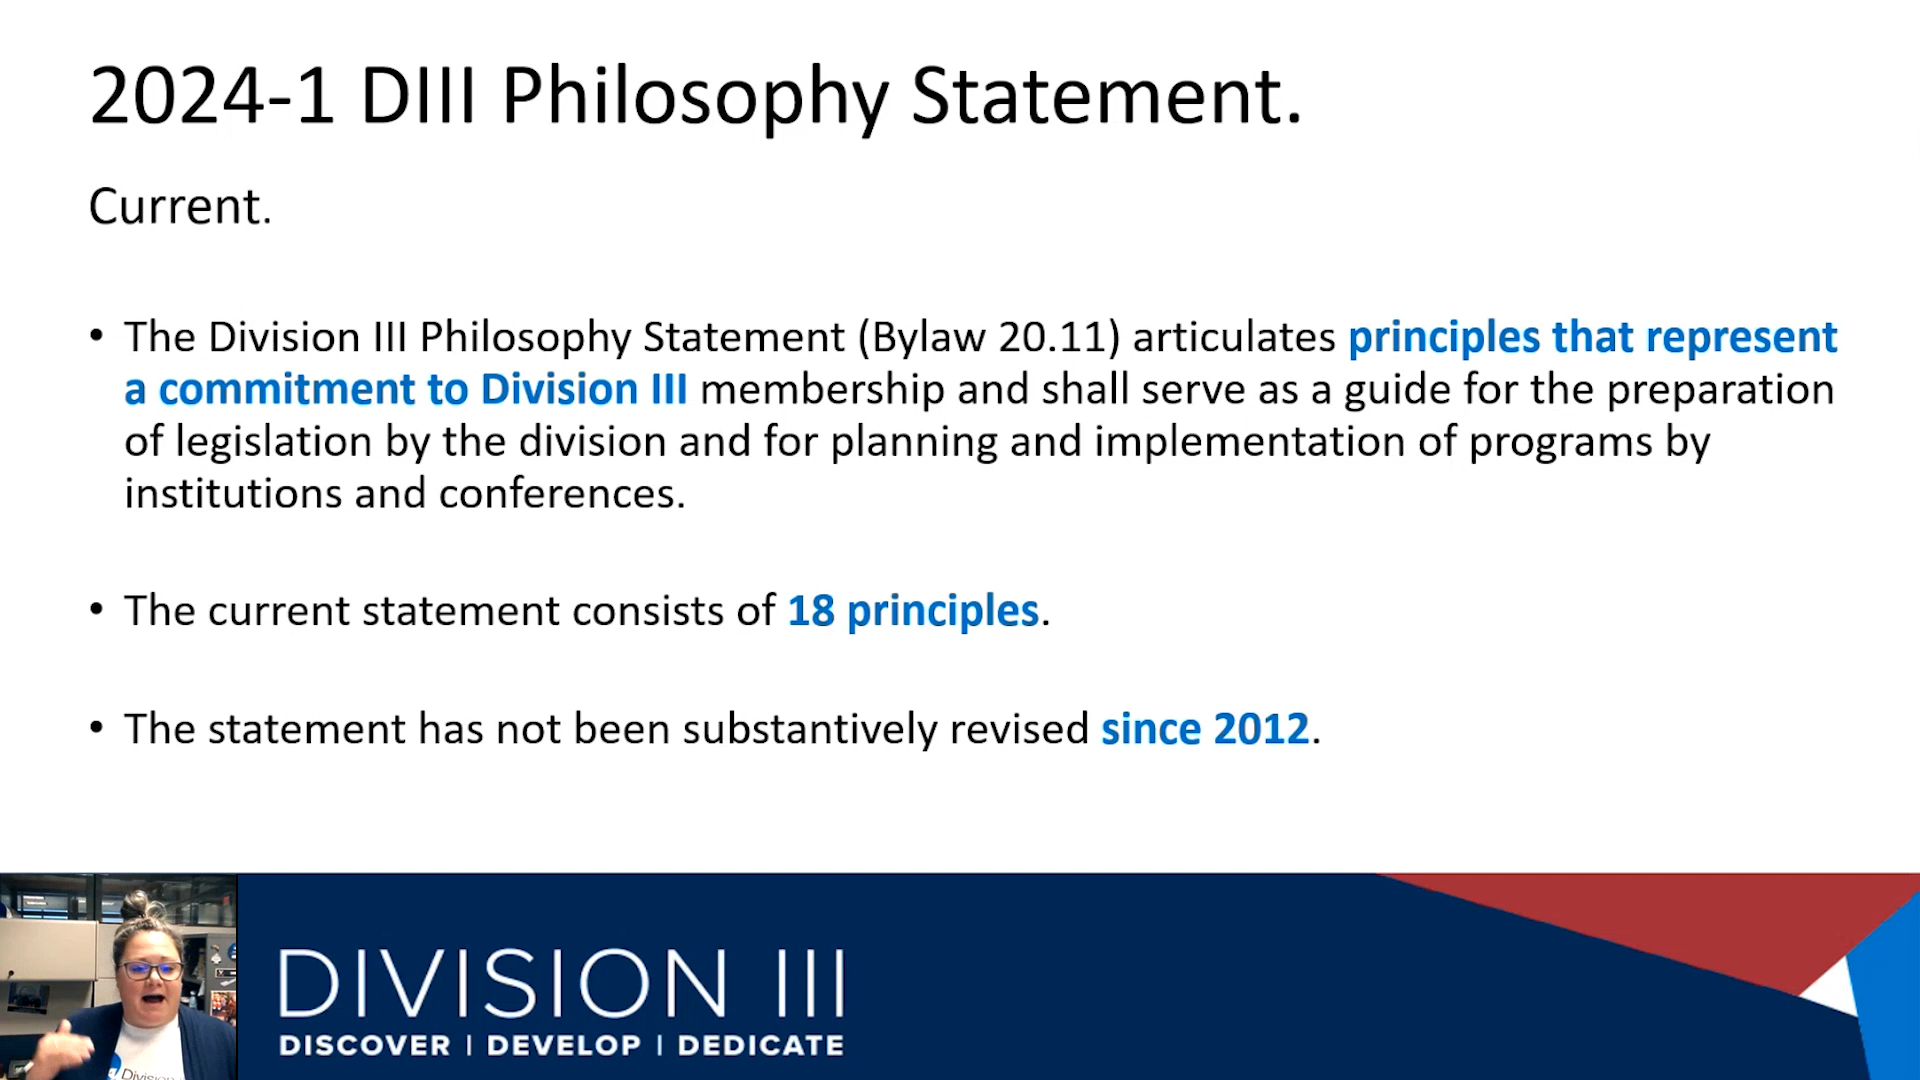 2024-1 DIII Philosophy Statement.
Current.
• The Division III Philosophy Statement (Bylaw 20.11) articulates principles that represent
a commitment to Division III membership and shall serve as a guide for the preparation
of legislation by the division and for planning and implementation of programs by
institutions and conferences.
• The current statement consists of 18 principles.
• The statement has not been substantively revised since 2012.
DIVISION III
DISCOVER | DEVELOP | DEDICATE
Division